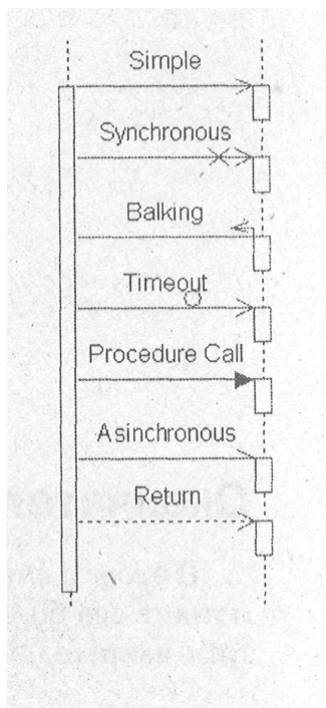 Simple
Synchronous
Balking
Timeout
Procedure Call
Asinchronous
Return